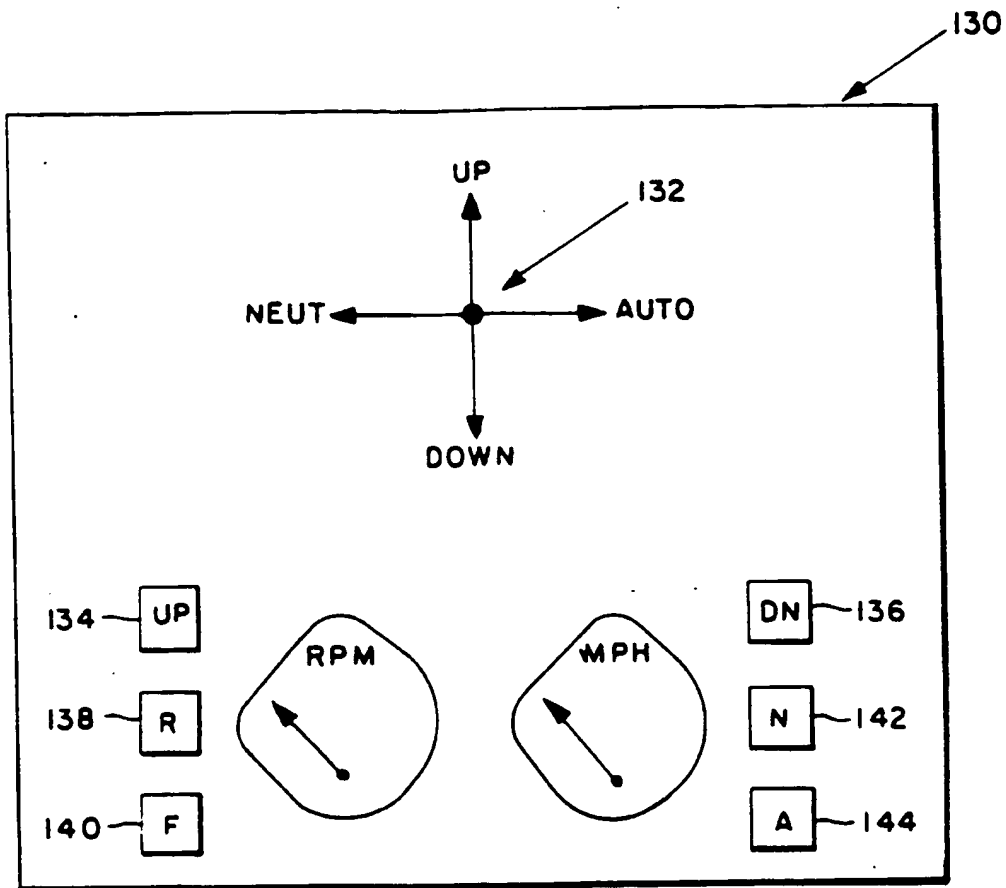 130
UP
132
NEUT AUTO
DOWN
134 UP RPM MPH DN 136
138 R N 142
140 F A 144